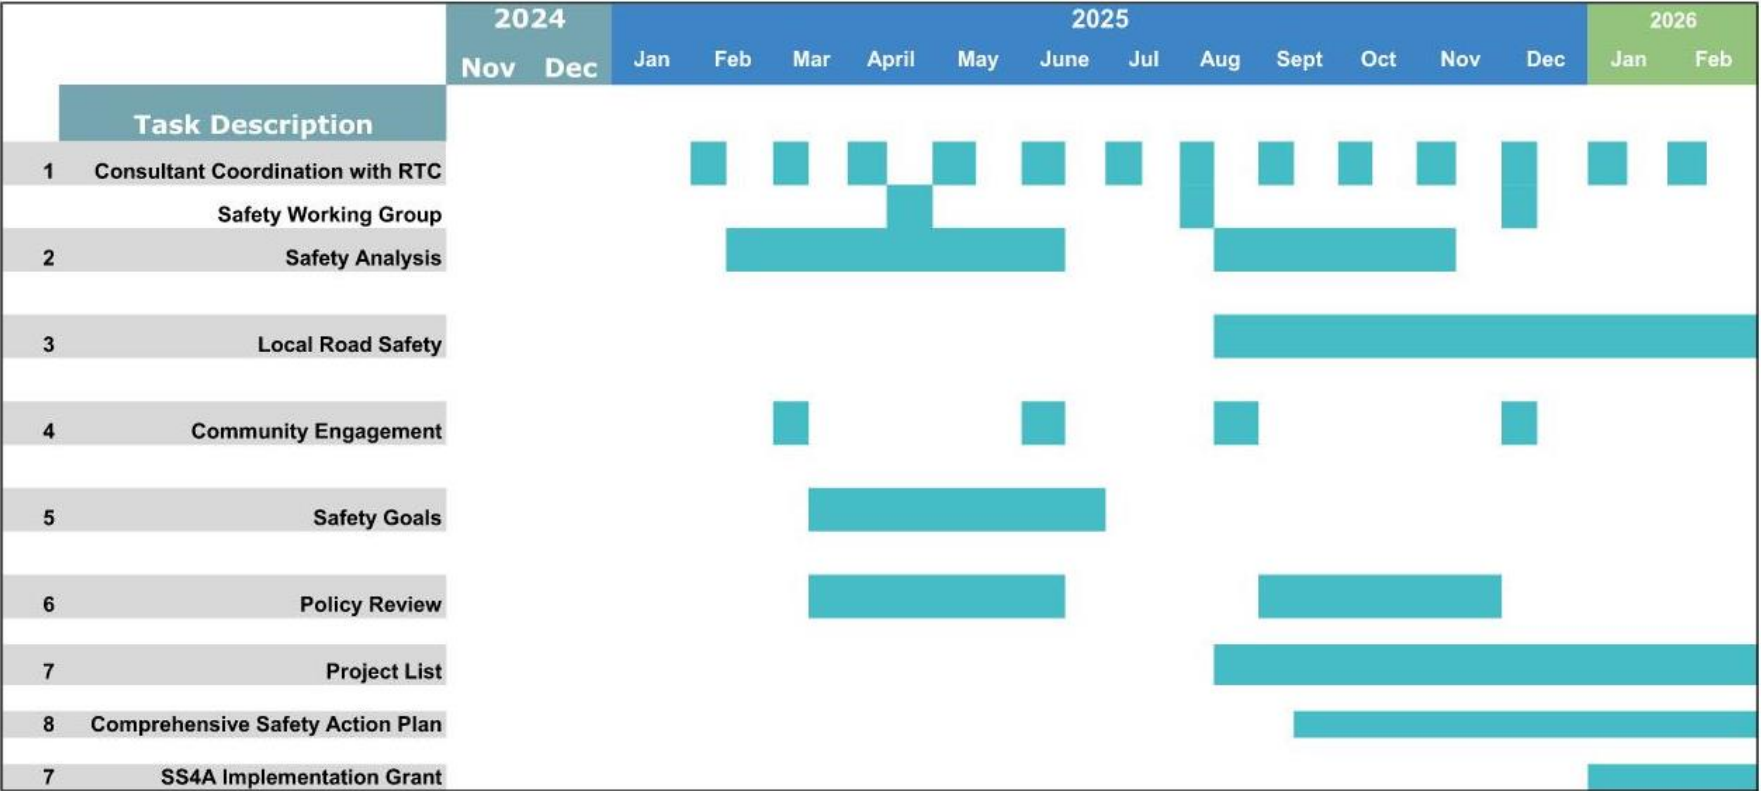 2024 2025 2026
Nov Dec Jan Feb Mar April May June Jul Aug Sept Oct Nov Dec Jan Feb
Task Description
1 Consultant Coordination with RTC
Safety Working Group
2 Safety Analysis
3 Local Road Safety
4 Community Engagement
5 Safety Goals
6 Policy Review
7 Project List
8 Comprehensive Safety Action Plan
7 SS4A Implementation Grant